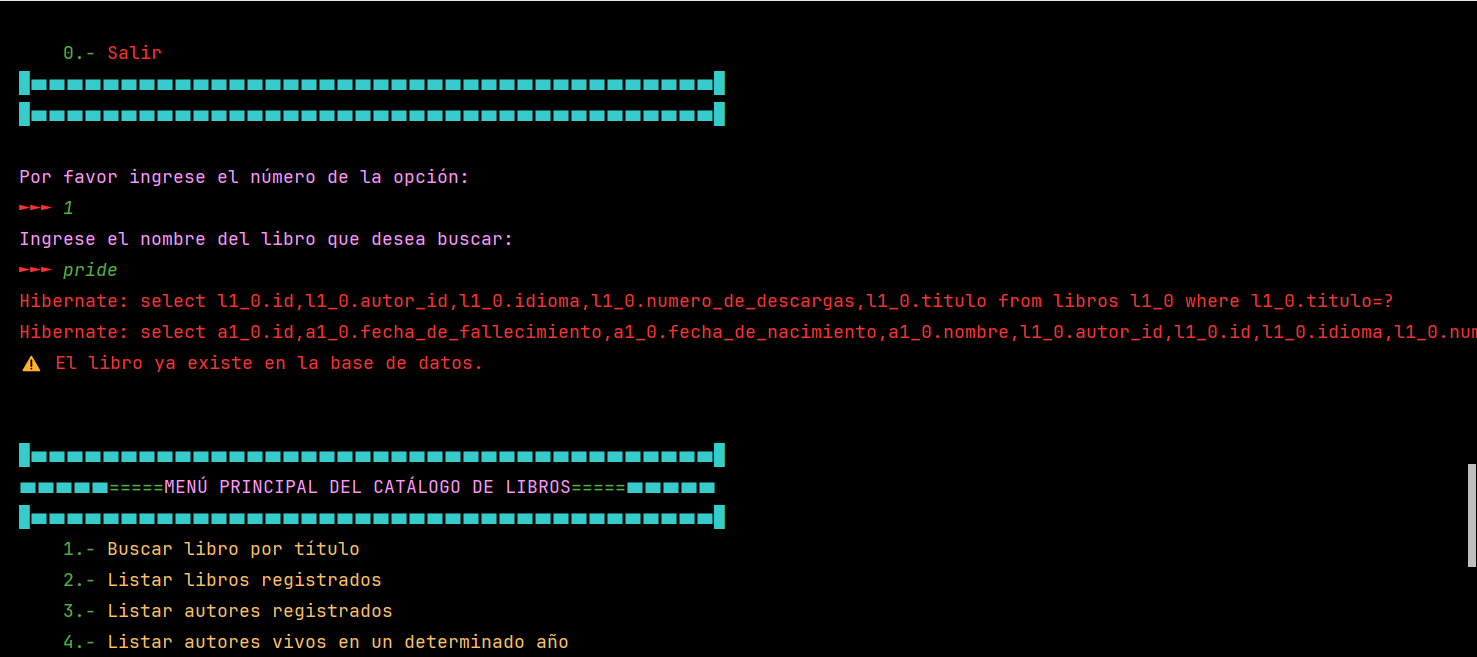 0.- Salir
Por favor ingrese el número de la opción:
►►► 1
Ingrese el nombre del libro que desea buscar:
►►► pride
Hibernate: select l1_0.id,l1_0.autor_id,l1_0.idioma,l1_0.numero_de_descargas,l1_0.titulo from libros l1_0 where l1_0.titulo=?
Hibernate: select a1_0.id,a1_0.fecha_de_fallecimiento,a1_0.fecha_de_nacimiento,a1_0.nombre,l1_0.autor_id,l1_0.id,l1_0.idioma,l1_0.num
⚠ El libro ya existe en la base de datos.
=====MENÚ PRINCIPAL DEL CATÁLOGO DE LIBROS=====
1.- Buscar libro por título
2.- Listar libros registrados
3.- Listar autores registrados
4.- Listar autores vivos en un determinado año